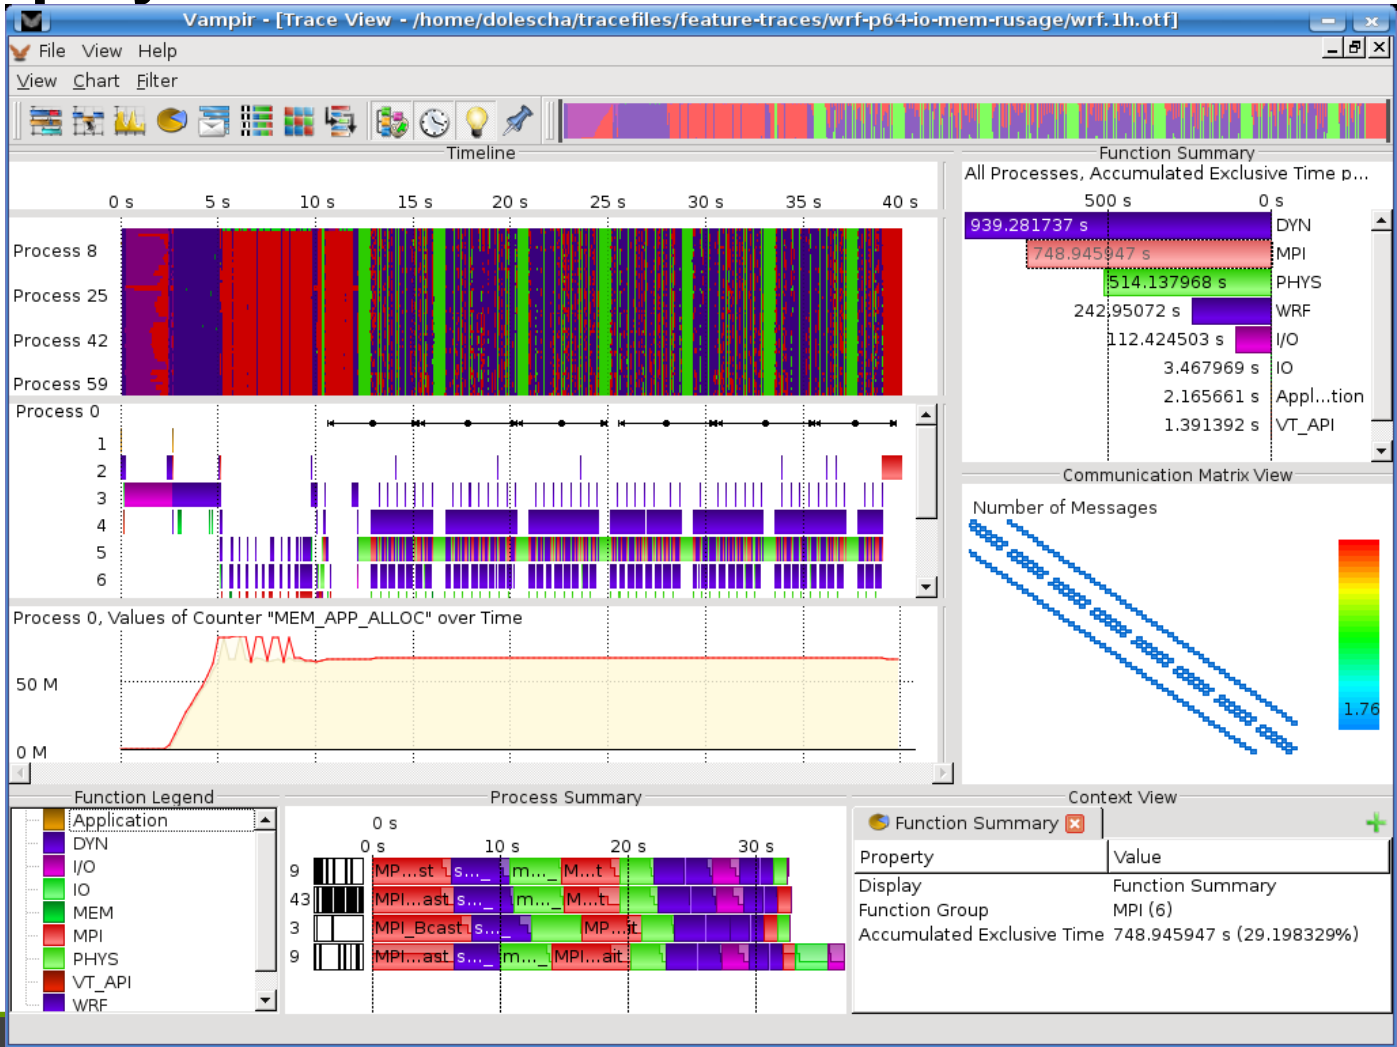 Vampir - [Trace View - /home/dolescha/tracefiles/feature-traces/wrf-p64-io-mem-rusage/wrf.1h.otf]
File View Help
View Chart Filter
Timeline
0 s 5 s 10 s 15 s 20 s 25 s 30 s 35 s 40 s
Process 8
Process 25
Process 42
Process 59
Process 0
1
2
3
4
5
6
Process 0, Values of Counter "MEM_APP_ALLOC" over Time
50 M
0 M
Function Summary
All Processes, Accumulated Exclusive Time p...
500 s 0 s
939.281737 s DYN
748.945947 s MPI
514.137968 s PHYS
242.95072 s WRF
112.424503 s I/O
3.467969 s IO
2.165661 s Appl...tion
1.391392 s VT_API
Communication Matrix View
Number of Messages
1.76
Function Legend
Application
DYN
I/O
IO
MEM
MPI
PHYS
VT_API
WRF
Process Summary
0 s
0 s 10 s 20 s 30 s
9 MP...st s..._ m..._ M...t
43 MPI...ast s..._ m..._ M...t
3 MPI_Bcast s..._ MP...it
9 MPI...ast s..._ m..._ MPI...ait
Context View
Function Summary
Property Value
Display Function Summary
Function Group MPI (6)
Accumulated Exclusive Time 748.945947 s (29.198329%)